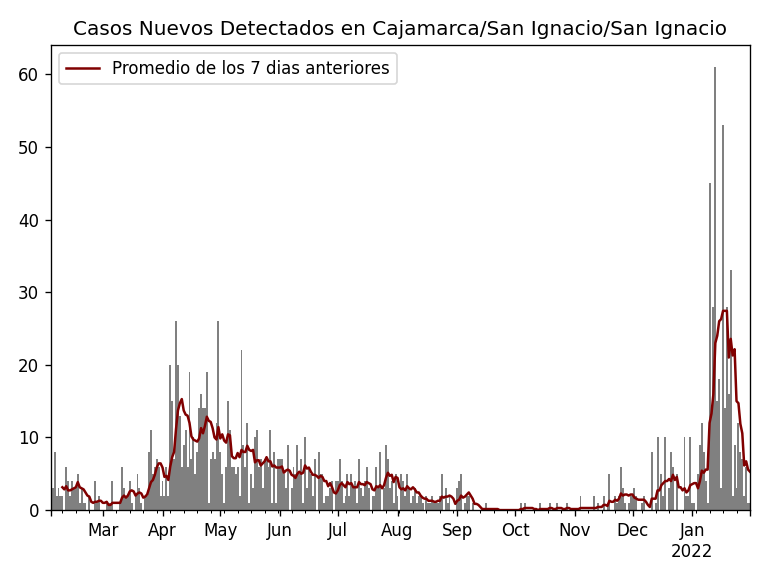 Casos Nuevos Detectados en Cajamarca/San Ignacio/San Ignacio
Promedio de los 7 dias anteriores
60
50
40
30
20
10
0
Mar Apr May Jun Jul Aug Sep Oct Nov Dec Jan
2022